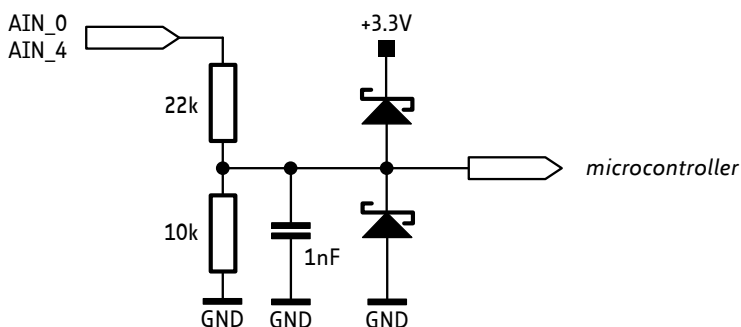 AIN_0
AIN_4
+3.3V
22k
microcontroller
10k
1nF
GND
GND
GND